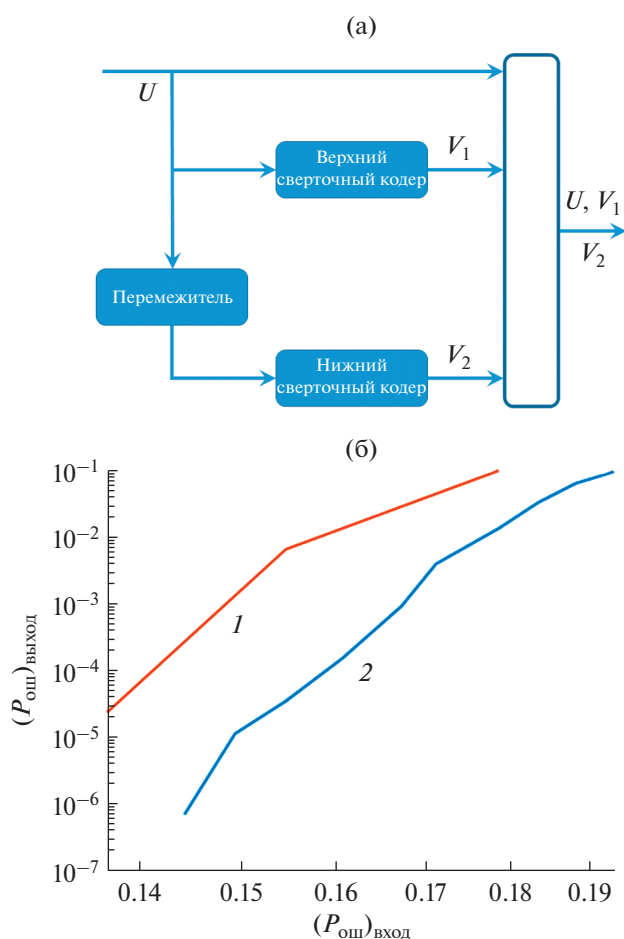 (а)
U
Верхний
сверточный кодер
V₁
U, V₁
V₂
Перемежитель
Нижний
сверточный кодер
V₂
(б)
10⁻¹
10⁻²
10⁻³
10⁻⁴
10⁻⁵
10⁻⁶
10⁻⁷
(Pош)выход
1
2
0.14 0.15 0.16 0.17 0.18 0.19
(Pош)вход